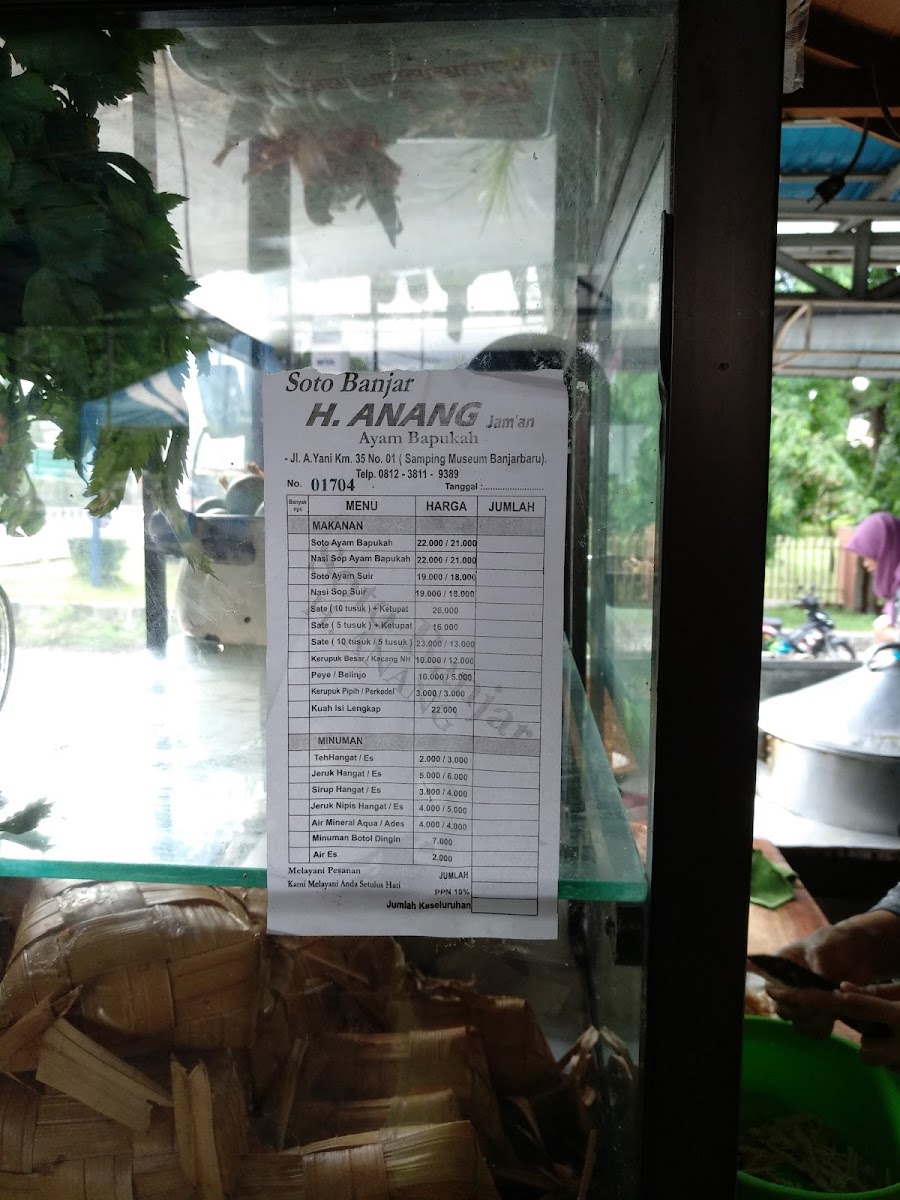 Soto Banjar
H. ANANG Jam'an
Ayam Bapukah
- Jl. A.Yani Km. 35 No. 01 ( Samping Museum Banjarbaru).
Telp. 0812 - 3811 - 9389
No. 01704 Tanggal :........................
Banyak nya MENU HARGA JUMLAH
MAKANAN
Soto Ayam Bapukah 22.000 / 21.000
Nasi Sop Ayam Bapukah 22.000 / 21.000
Soto Ayam Suir 19.000 / 18.000
Nasi Sop Suir 19.000 / 18.000
Sate ( 10 tusuk ) + Ketupat 26.000
Sate ( 5 tusuk ) + Ketupat 16.000
Sate ( 10 tusuk / 5 tusuk ) 23.000 / 13.000
Kerupuk Besar / Kacang NH 10.000 / 12.000
Peye / Belinjo 10.000 / 5.000
Kerupuk Pipih / Perkedel 3.000 / 3.000
Kuah Isi Lengkap 22.000
MINUMAN
TehHangat / Es 2.000 / 3.000
Jeruk Hangat / Es 5.000 / 6.000
Sirup Hangat / Es 3.000 / 4.000
Jeruk Nipis Hangat / Es 4.000 / 5.000
Air Mineral Aqua / Ades 4.000 / 4.000
Minuman Botol Dingin 7.000
Air Es 2.000
Melayani Pesanan JUMLAH
Kami Melayani Anda Setulus Hati PPN 10%
Jumlah Keseluruhan